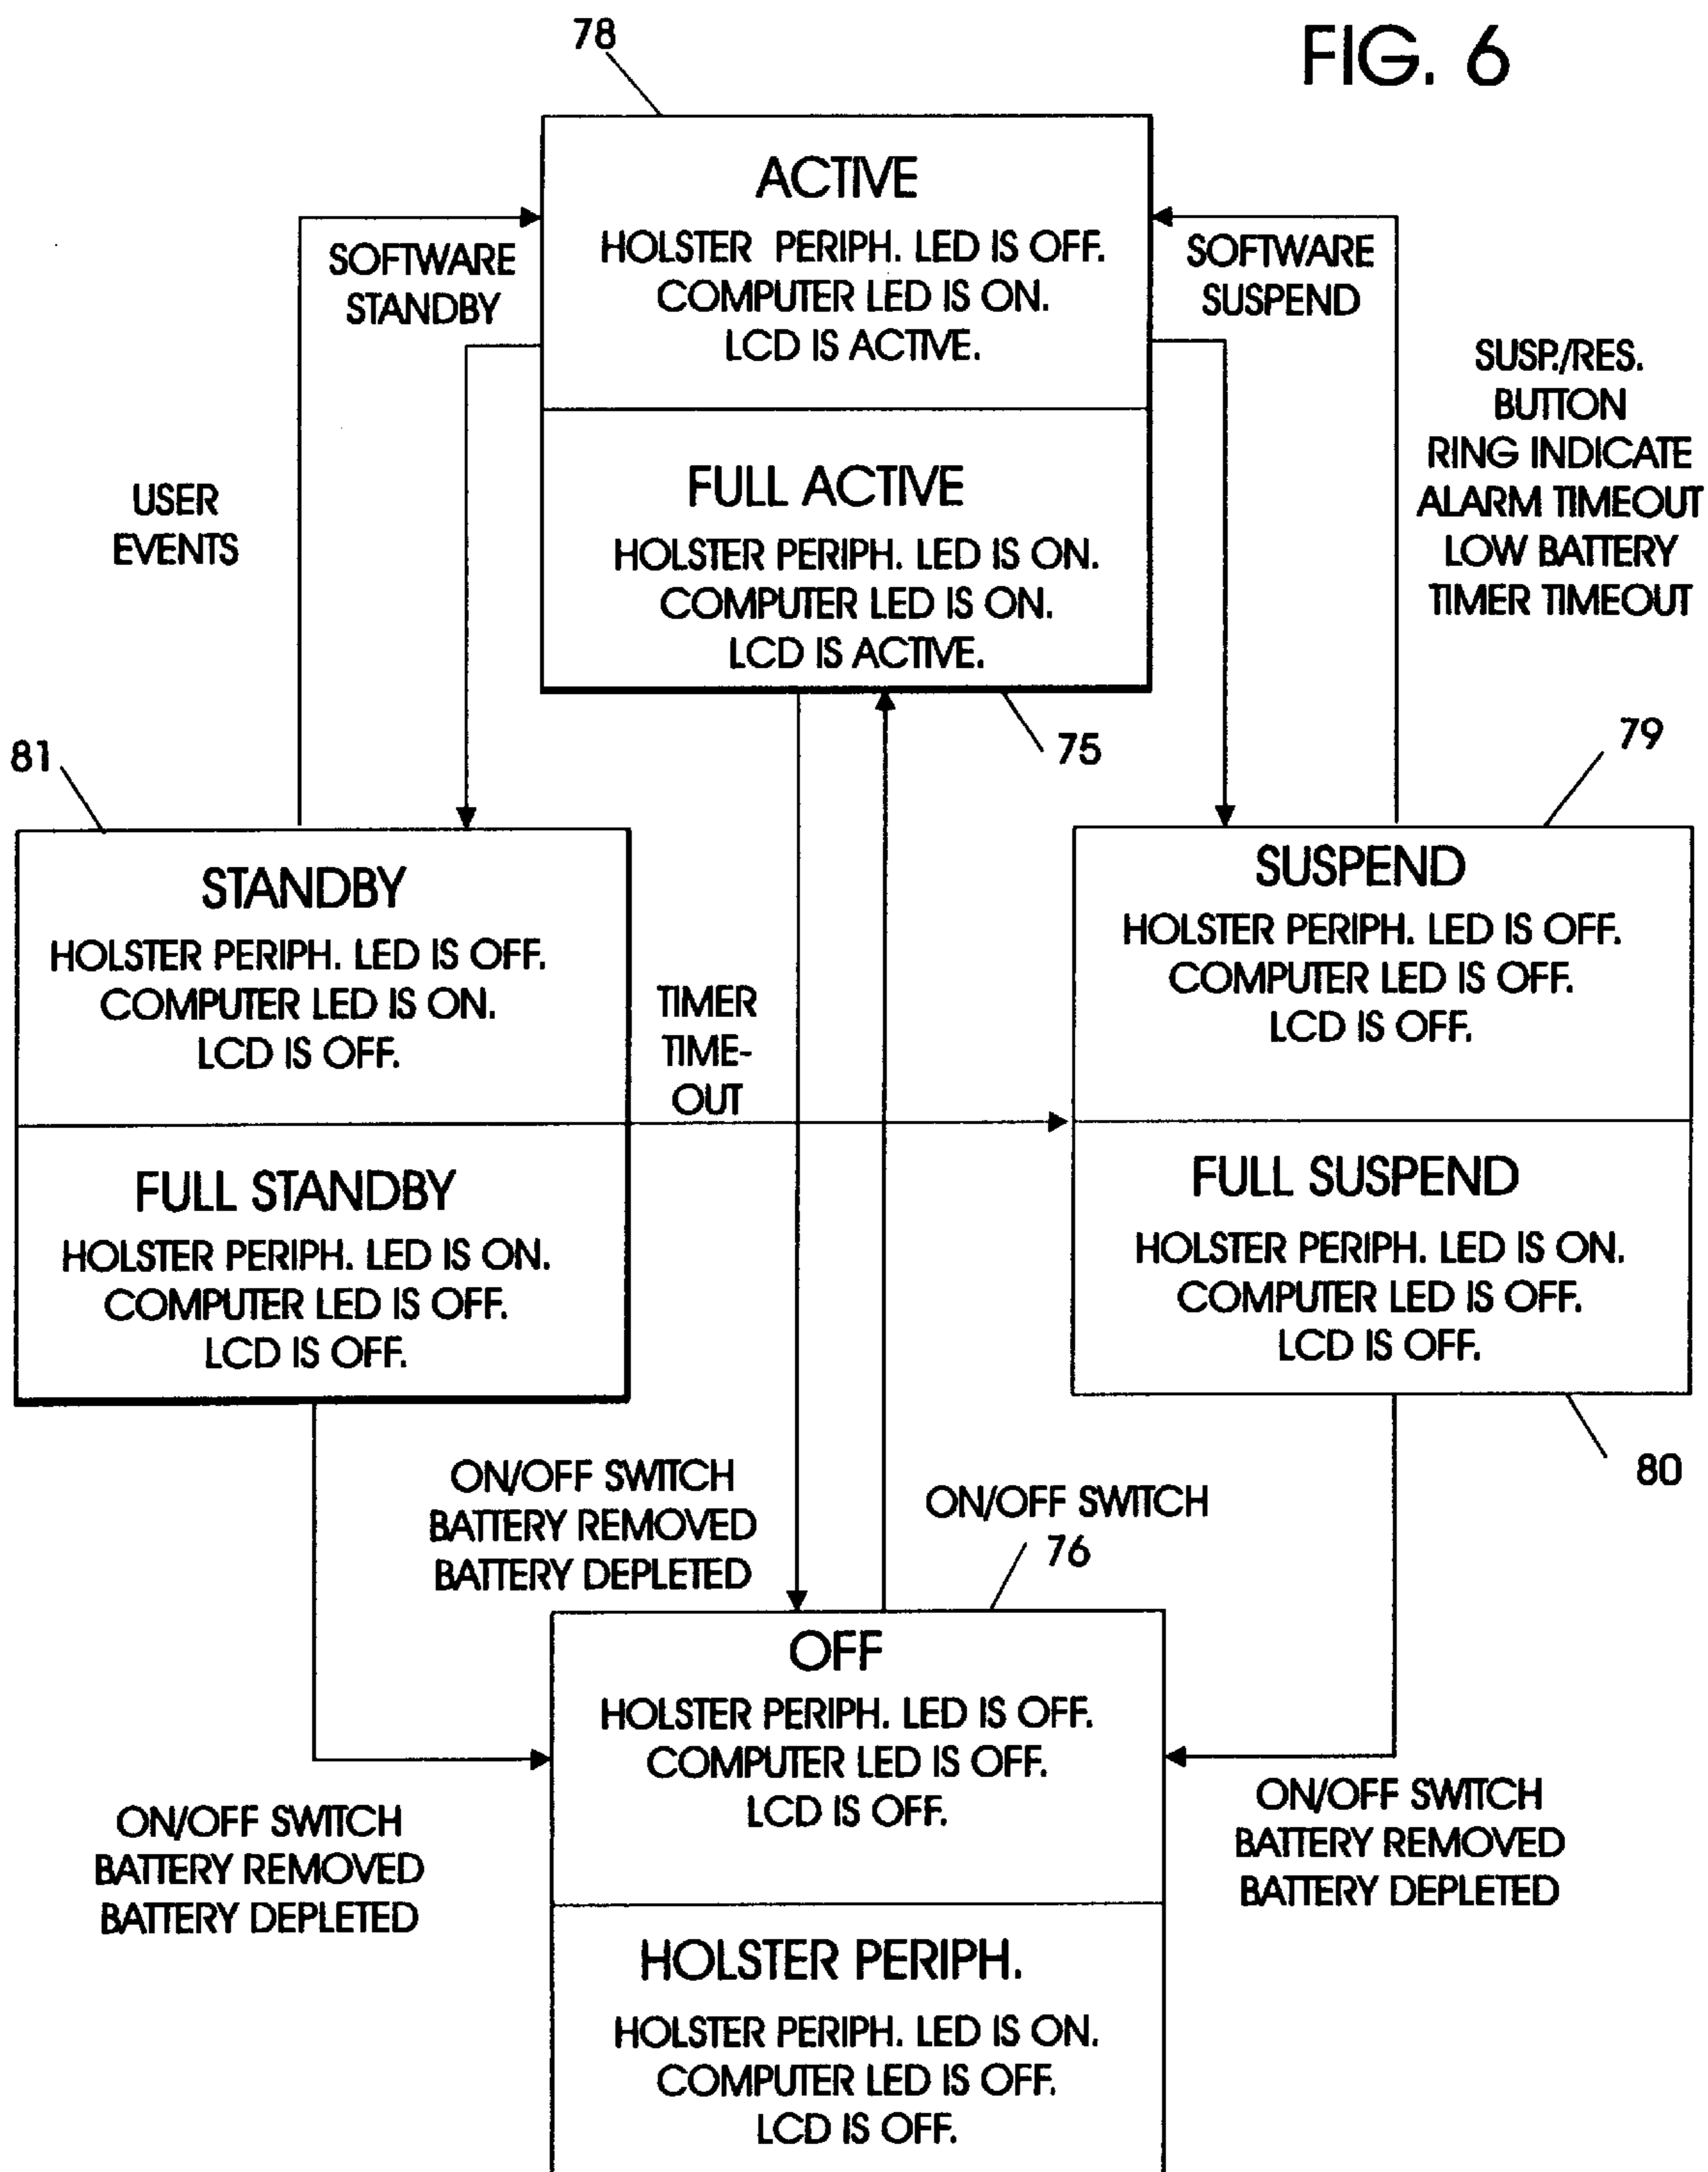 FIG. 6
78
ACTIVE
HOLSTER PERIPH. LED IS OFF.
COMPUTER LED IS ON.
LCD IS ACTIVE.
SOFTWARE
STANDBY
SOFTWARE
SUSPEND
USER
EVENTS
SUSP./RES.
BUTTON
RING INDICATE
ALARM TIMEOUT
LOW BATTERY
TIMER TIMEOUT
FULL ACTIVE
HOLSTER PERIPH. LED IS ON.
COMPUTER LED IS ON.
LCD IS ACTIVE.
75
81
79
STANDBY
HOLSTER PERIPH. LED IS OFF.
COMPUTER LED IS ON.
LCD IS OFF.
TIMER
TIME-
OUT
SUSPEND
HOLSTER PERIPH. LED IS OFF.
COMPUTER LED IS OFF.
LCD IS OFF.
FULL STANDBY
HOLSTER PERIPH. LED IS ON.
COMPUTER LED IS OFF.
LCD IS OFF.
FULL SUSPEND
HOLSTER PERIPH. LED IS ON.
COMPUTER LED IS OFF.
LCD IS OFF.
80
ON/OFF SWITCH
BATTERY REMOVED
BATTERY DEPLETED
ON/OFF SWITCH
76
OFF
HOLSTER PERIPH. LED IS OFF.
COMPUTER LED IS OFF.
LCD IS OFF.
ON/OFF SWITCH
BATTERY REMOVED
BATTERY DEPLETED
ON/OFF SWITCH
BATTERY REMOVED
BATTERY DEPLETED
HOLSTER PERIPH.
HOLSTER PERIPH. LED IS ON.
COMPUTER LED IS OFF.
LCD IS OFF.